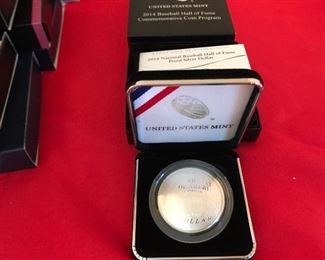 UNITED STATES MINT
2014 Baseball Hall of Fame
Commemorative Coin Program
2014 National Baseball Hall of Fame
Proof Silver Dollar
UNITED STATES MINT
DOLLAR